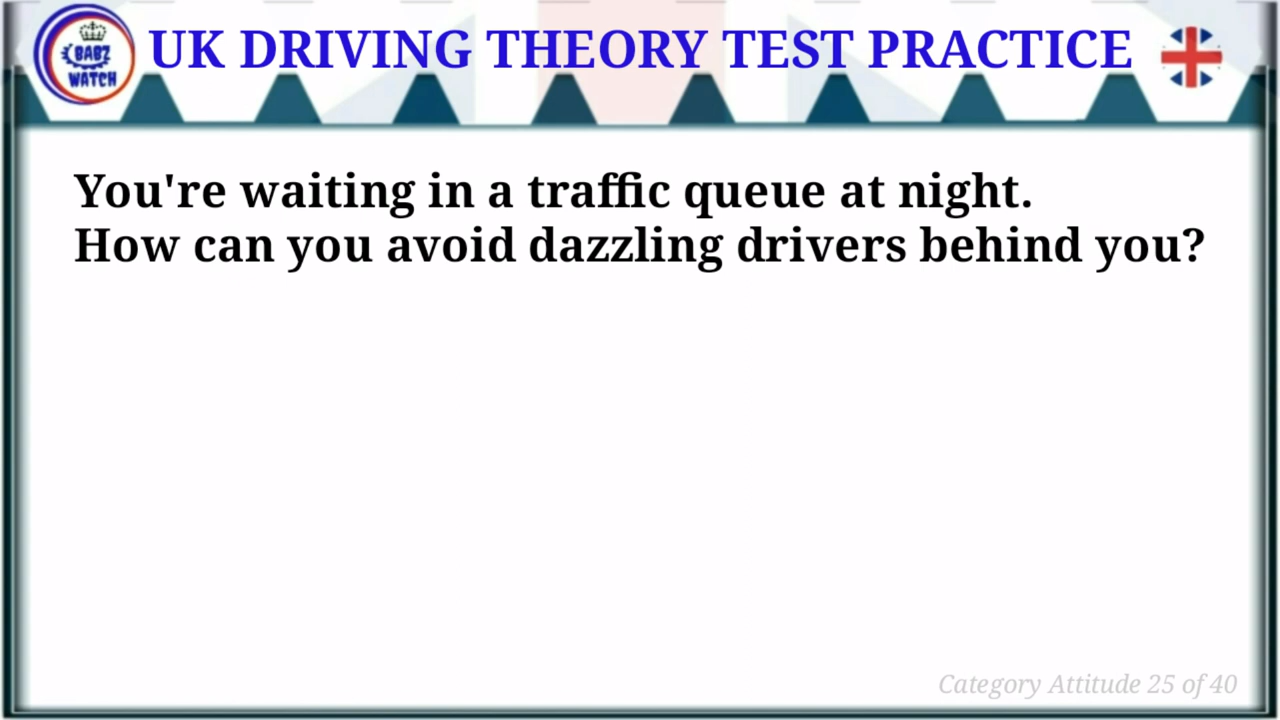 BABZ
WATCH
UK DRIVING THEORY TEST PRACTICE
You're waiting in a traffic queue at night.
How can you avoid dazzling drivers behind you?
Category Attitude 25 of 40